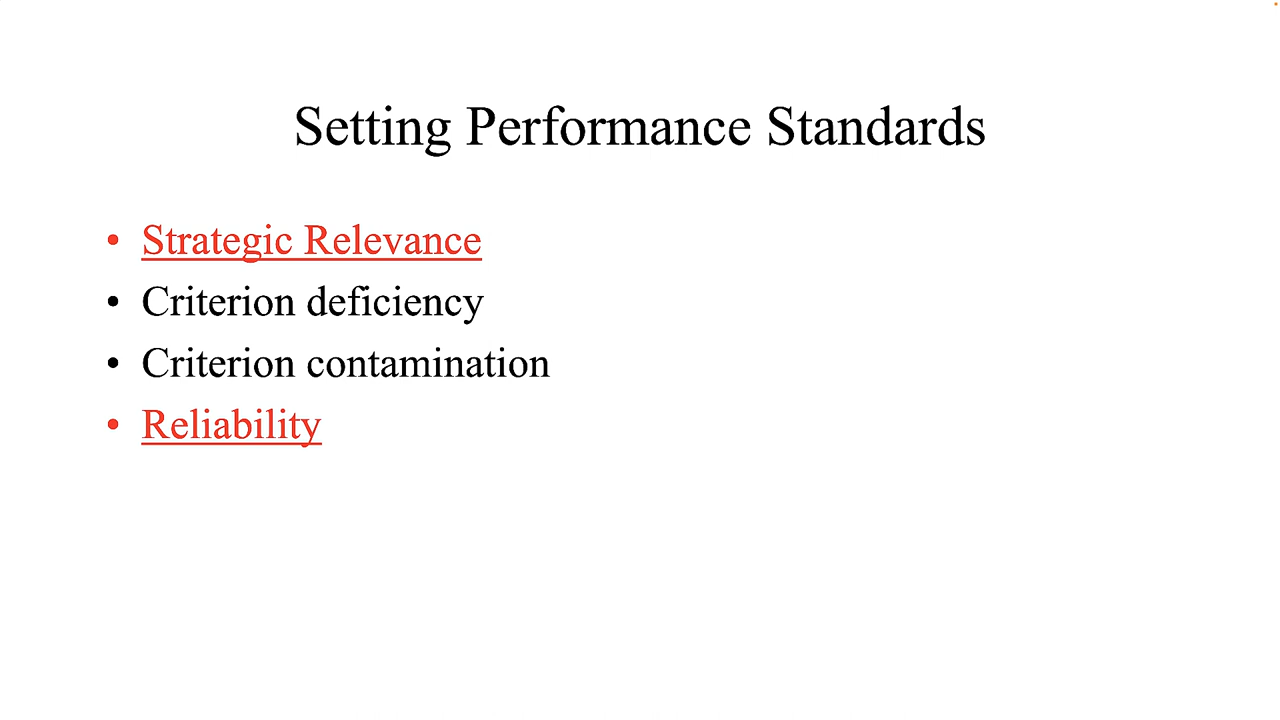 Setting Performance Standards
• Strategic Relevance
• Criterion deficiency
• Criterion contamination
• Reliability